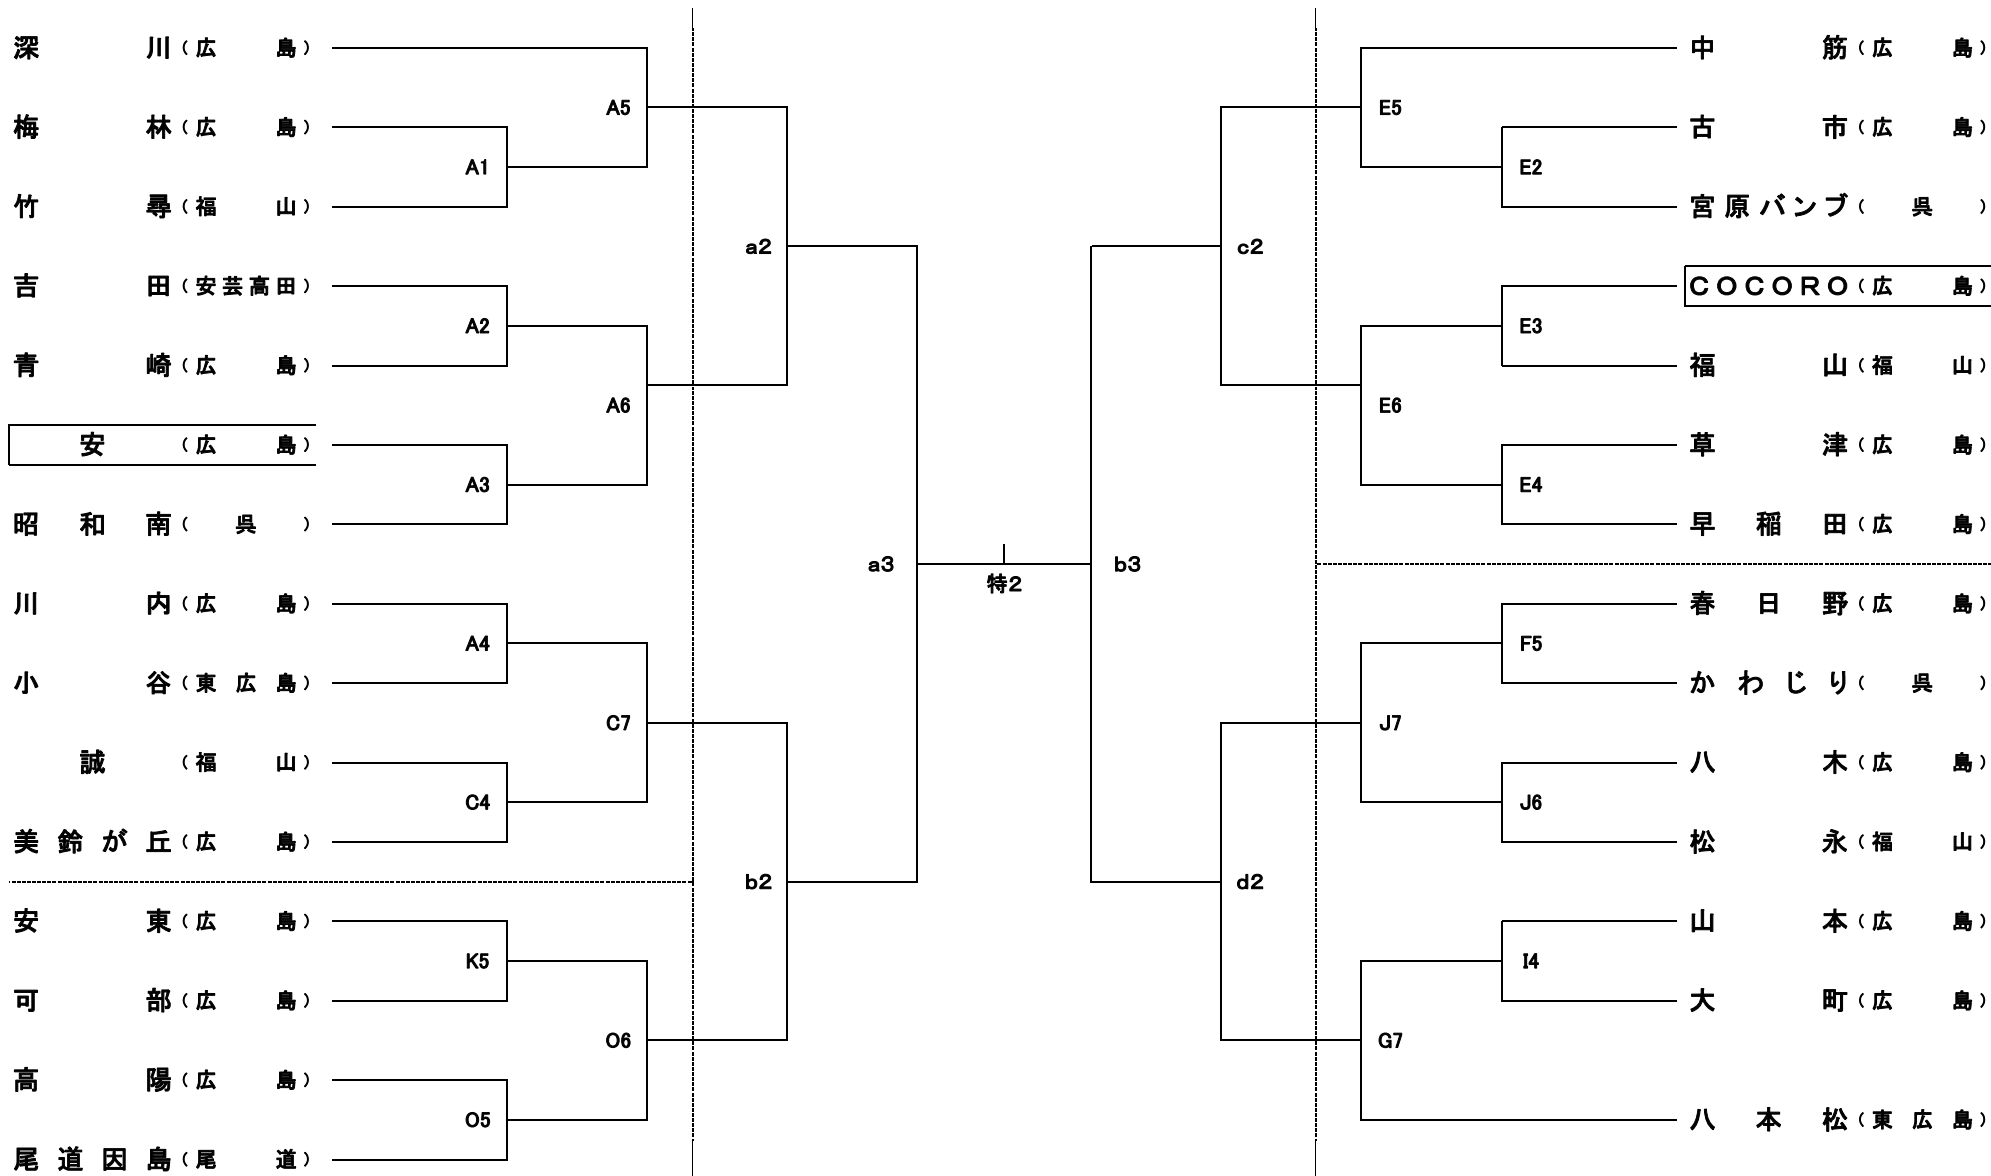 深川（広島） 中筋（広島）
A5 E5
梅林（広島） 古市（広島）
A1 E2
竹尋（福山） 宮原バンブ（呉）
a2 c2
吉田（安芸高田） ＣＯＣＯＲＯ（広島）
A2 E3
青崎（広島） 福山（福山）
A6 E6
安（広島） 草津（広島）
A3 E4
昭和南（呉） 早稲田（広島）
a3 b3
特2
川内（広島） 春日野（広島）
A4 F5
小谷（東広島） かわじり（呉）
C7 J7
誠（福山） 八木（広島）
C4 J6
美鈴が丘（広島） 松永（福山）
b2 d2
安東（広島） 山本（広島）
K5 I4
可部（広島） 大町（広島）
O6 G7
高陽（広島）
O5 八本松（東広島）
尾道因島（尾道）